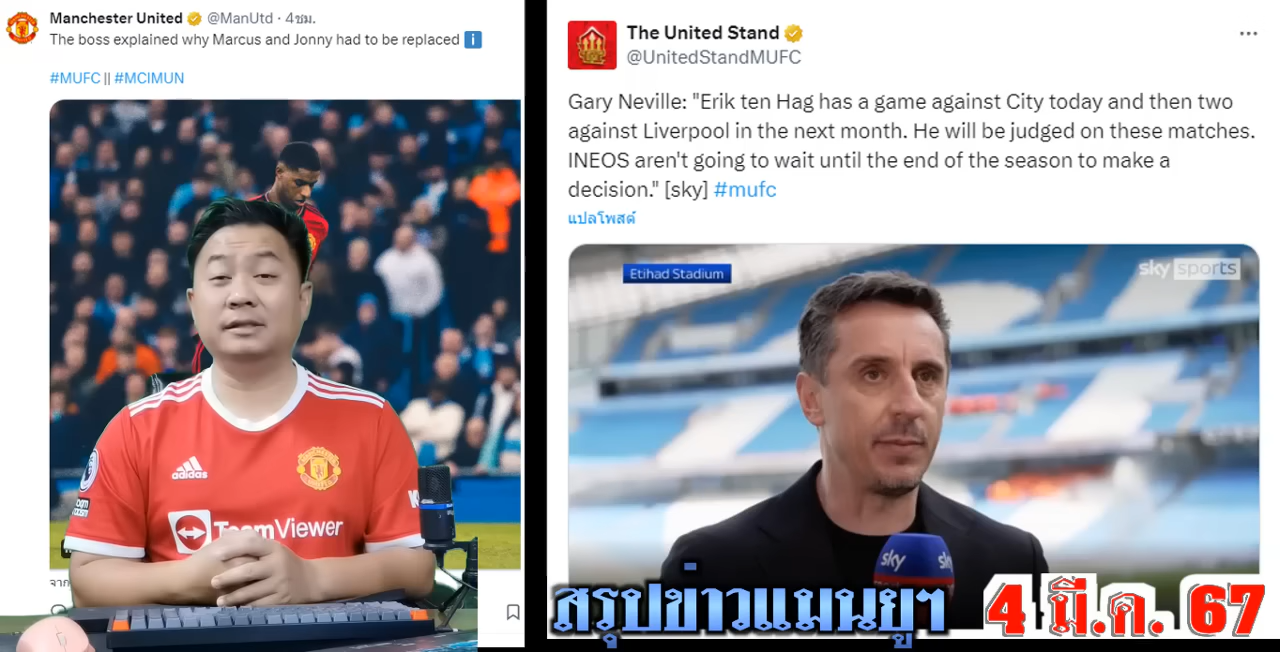 Manchester United @ManUtd · 4ชม.
The boss explained why Marcus and Jonny had to be replaced i
#MUFC || #MCIMUN
adidas
TeamViewer
จาก
The United Stand
@UnitedStandMUFC
Gary Neville: "Erik ten Hag has a game against City today and then two
against Liverpool in the next month. He will be judged on these matches.
INEOS aren't going to wait until the end of the season to make a
decision." [sky] #mufc
แปลโพสต์
Etihad Stadium
sky sports
sky
สรุปข่าวแมนยูฯ 4 มี.ค. 67